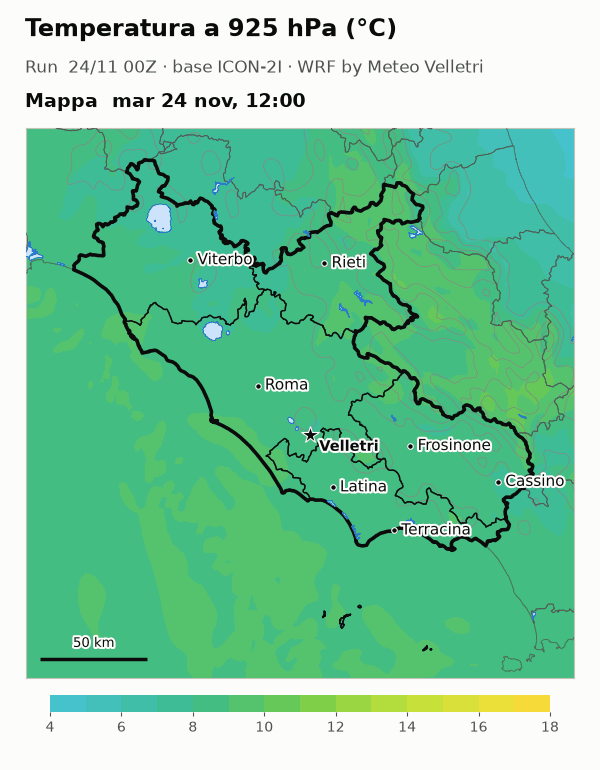 Temperatura a 925 hPa (°C)
Run  24/11 00Z · base ICON-2I · WRF by Meteo Velletri
Mappa  mar 24 nov, 12:00
Viterbo
Rieti
Roma
Velletri
Frosinone
Latina
Cassino
Terracina
50 km
4 6 8 10 12 14 16 18